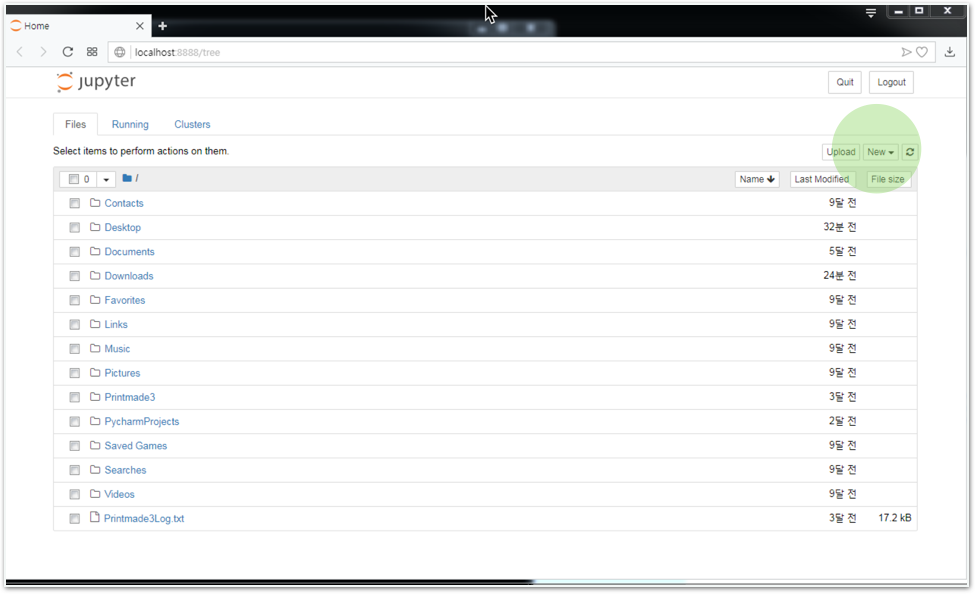 Home
localhost:8888/tree
jupyter
Quit Logout
Files Running Clusters
Select items to perform actions on them.
Upload New
0 / Name Last Modified File size
Contacts 9달 전
Desktop 32분 전
Documents 5달 전
Downloads 24분 전
Favorites 9달 전
Links 9달 전
Music 9달 전
Pictures 9달 전
Printmade3 3달 전
PycharmProjects 2달 전
Saved Games 9달 전
Searches 9달 전
Videos 9달 전
Printmade3Log.txt 3달 전 17.2 kB